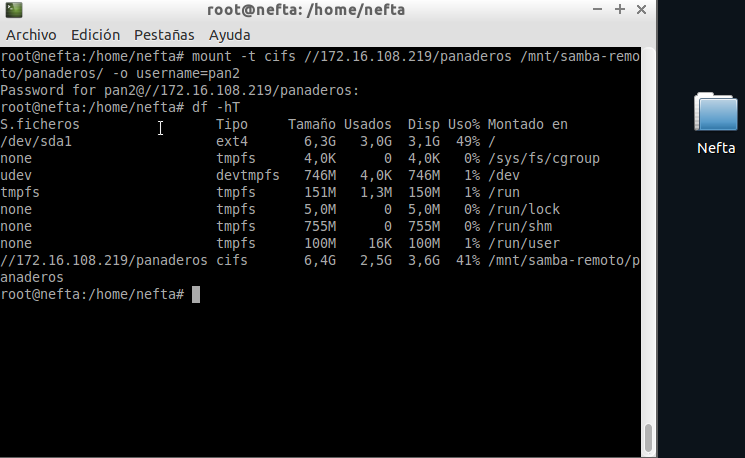 root@nefta: /home/nefta
Archivo Edición Pestañas Ayuda
root@nefta:/home/nefta# mount -t cifs //172.16.108.219/panaderos /mnt/samba-remo
to/panaderos/ -o username=pan2
Password for pan2@//172.16.108.219/panaderos:
root@nefta:/home/nefta# df -hT
S.ficheros Tipo Tamaño Usados Disp Uso% Montado en
/dev/sda1 ext4 6,3G 3,0G 3,1G 49% /
none tmpfs 4,0K 0 4,0K 0% /sys/fs/cgroup
udev devtmpfs 746M 4,0K 746M 1% /dev
tmpfs tmpfs 151M 1,3M 150M 1% /run
none tmpfs 5,0M 0 5,0M 0% /run/lock
none tmpfs 755M 0 755M 0% /run/shm
none tmpfs 100M 16K 100M 1% /run/user
//172.16.108.219/panaderos cifs 6,4G 2,5G 3,6G 41% /mnt/samba-remoto/p
anaderos
root@nefta:/home/nefta#
Nefta